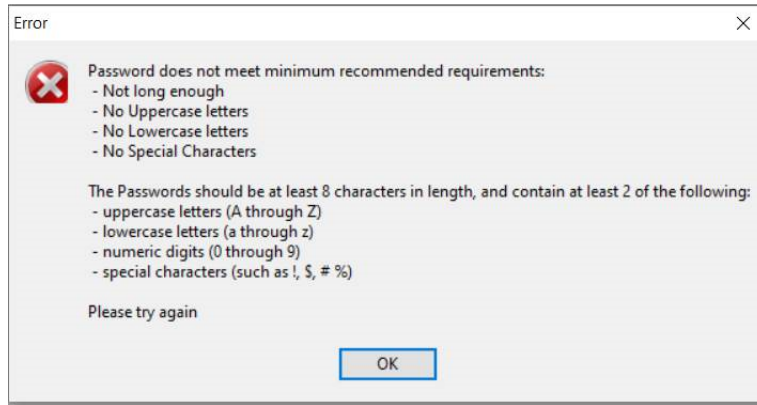 Error
Password does not meet minimum recommended requirements:
- Not long enough
- No Uppercase letters
- No Lowercase letters
- No Special Characters
The Passwords should be at least 8 characters in length, and contain at least 2 of the following:
- uppercase letters (A through Z)
- lowercase letters (a through z)
- numeric digits (0 through 9)
- special characters (such as !, $, # %)
Please try again
OK